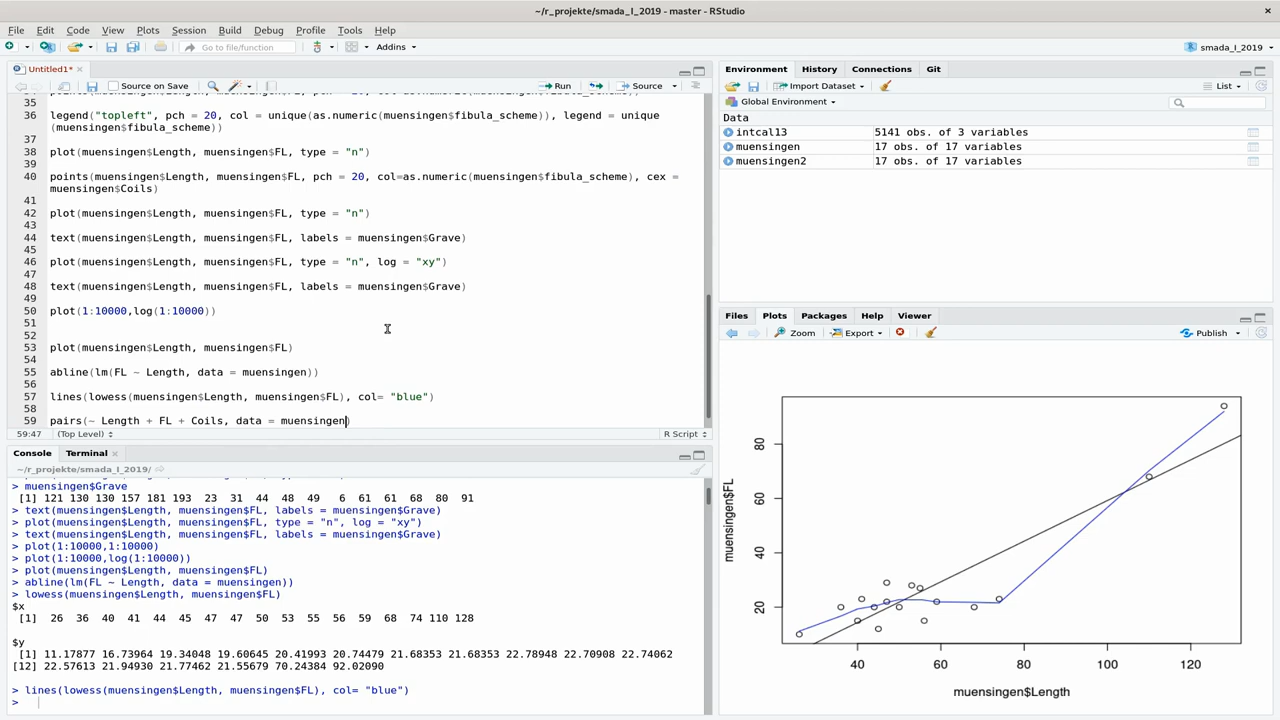 ~/r_projekte/smada_I_2019 - master - RStudio
File Edit Code View Plots Session Build Debug Profile Tools Help
Go to file/function Addins smada_I_2019
Untitled1*
Source on Save Run Source
35
36 legend("topleft", pch = 20, col = unique(as.numeric(muensingen$fibula_scheme)), legend = unique
(muensingen$fibula_scheme))
37
38 plot(muensingen$Length, muensingen$FL, type = "n")
39
40 points(muensingen$Length, muensingen$FL, pch = 20, col=as.numeric(muensingen$fibula_scheme), cex =
muensingen$Coils)
41
42 plot(muensingen$Length, muensingen$FL, type = "n")
43
44 text(muensingen$Length, muensingen$FL, labels = muensingen$Grave)
45
46 plot(muensingen$Length, muensingen$FL, type = "n", log = "xy")
47
48 text(muensingen$Length, muensingen$FL, labels = muensingen$Grave)
49
50 plot(1:10000,log(1:10000))
51
52
53 plot(muensingen$Length, muensingen$FL)
54
55 abline(lm(FL ~ Length, data = muensingen))
56
57 lines(lowess(muensingen$Length, muensingen$FL), col= "blue")
58
59 pairs(~ Length + FL + Coils, data = muensingen)
59:47 (Top Level) R Script
Console Terminal
~/r_projekte/smada_I_2019/
> muensingen$Grave
[1] 121 130 130 157 181 193 23 31 44 48 49 6 61 61 68 80 91
> text(muensingen$Length, muensingen$FL, labels = muensingen$Grave)
> plot(muensingen$Length, muensingen$FL, type = "n", log = "xy")
> text(muensingen$Length, muensingen$FL, labels = muensingen$Grave)
> plot(1:10000,1:10000)
> plot(1:10000,log(1:10000))
> plot(muensingen$Length, muensingen$FL)
> abline(lm(FL ~ Length, data = muensingen))
> lowess(muensingen$Length, muensingen$FL)
$x
[1] 26 36 40 41 44 45 47 47 50 53 55 56 59 68 74 110 128
$y
[1] 11.17877 16.73964 19.34048 19.60645 20.41993 20.74479 21.68353 21.68353 22.78948 22.70908 22.74062
[12] 22.57613 21.94930 21.77462 21.55679 70.24384 92.02090
> lines(lowess(muensingen$Length, muensingen$FL), col= "blue")
>
Environment History Connections Git
Import Dataset List
Global Environment
Data
intcal13 5141 obs. of 3 variables
muensingen 17 obs. of 17 variables
muensingen2 17 obs. of 17 variables
Files Plots Packages Help Viewer
Zoom Export Publish
muensingen$FL
80
60
40
20
40 60 80 100 120
muensingen$Length